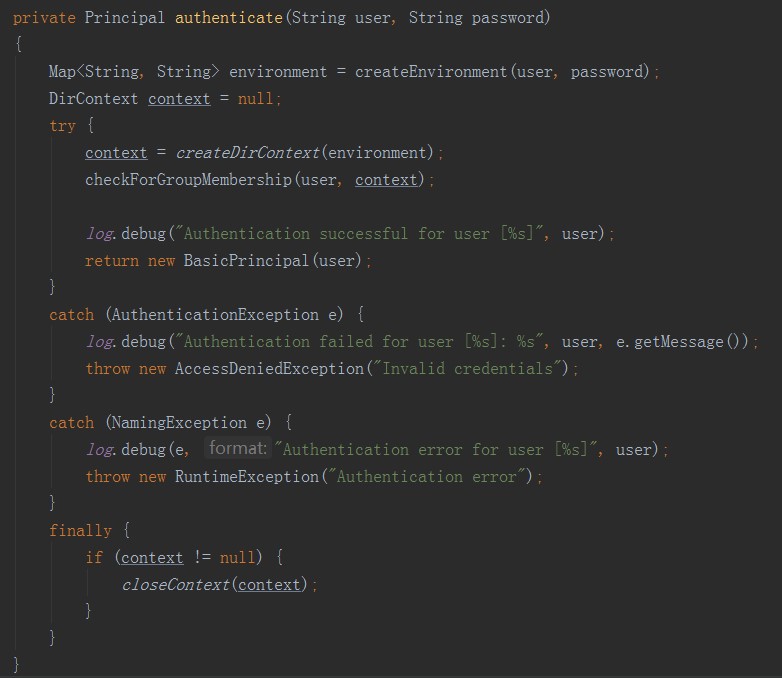 private Principal authenticate(String user, String password)
{
    Map<String, String> environment = createEnvironment(user, password);
    DirContext context = null;
    try {
        context = createDirContext(environment);
        checkForGroupMembership(user, context);

        log.debug("Authentication successful for user [%s]", user);
        return new BasicPrincipal(user);
    }
    catch (AuthenticationException e) {
        log.debug("Authentication failed for user [%s]: %s", user, e.getMessage());
        throw new AccessDeniedException("Invalid credentials");
    }
    catch (NamingException e) {
        log.debug(e, format: "Authentication error for user [%s]", user);
        throw new RuntimeException("Authentication error");
    }
    finally {
        if (context != null) {
            closeContext(context);
        }
    }
}